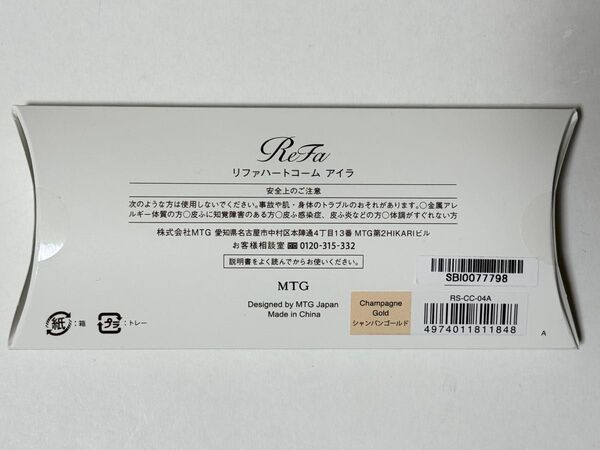 ReFa
リファハートコーム アイラ
安全上のご注意
次のような方は使用しないでください。事故や肌・身体のトラブルのおそれがあります。○金属アレ
ルギー体質の方○皮ふに知覚障害のある方○皮ふ感染症、皮ふ炎などの方○体調がすぐれない方
株式会社MTG 愛知県名古屋市中村区本陣通4丁目13番 MTG第2HIKARIビル
お客様相談室 0120-315-332
説明書をよく読んでからお使いください。
MTG
Designed by MTG Japan
Made in China
紙 : 箱
プラ : トレー
Champagne
Gold
シャンパンゴールド
SBI0077798
RS-CC-04A
4974011811848
A